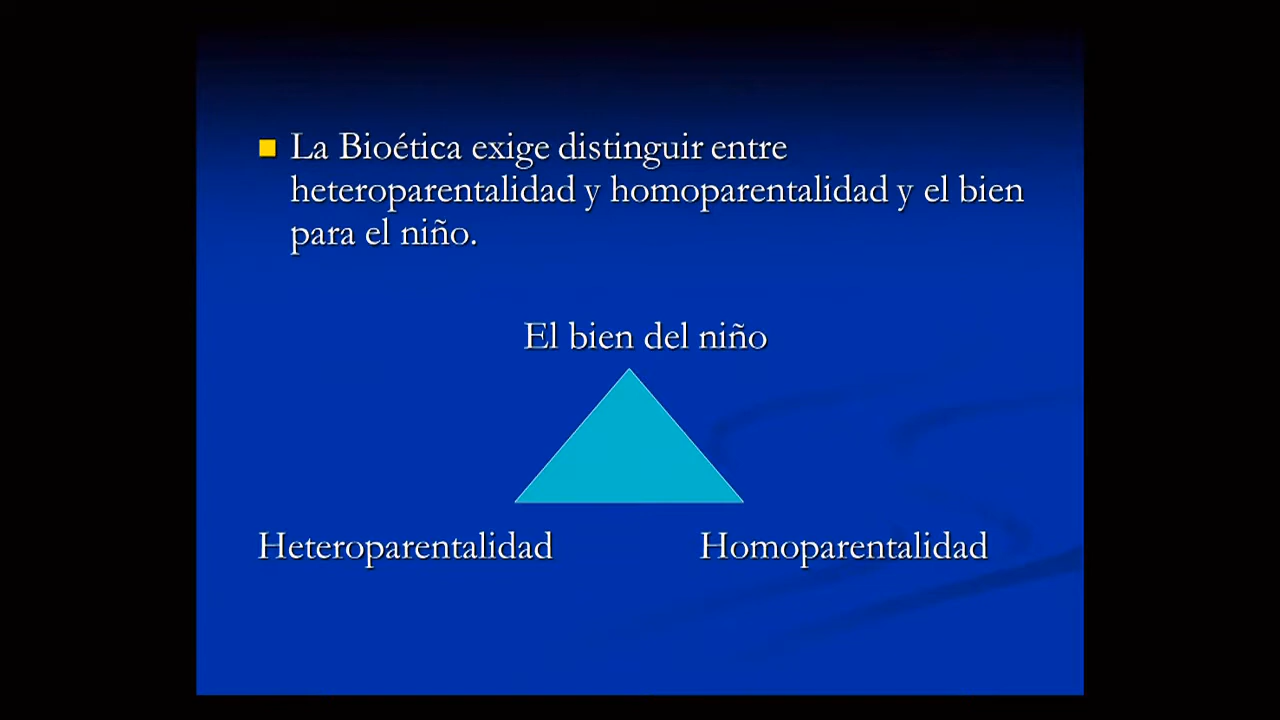 La Bioética exige distinguir entre
heteroparentalidad y homoparentalidad y el bien
para el niño.
El bien del niño
Heteroparentalidad
Homoparentalidad